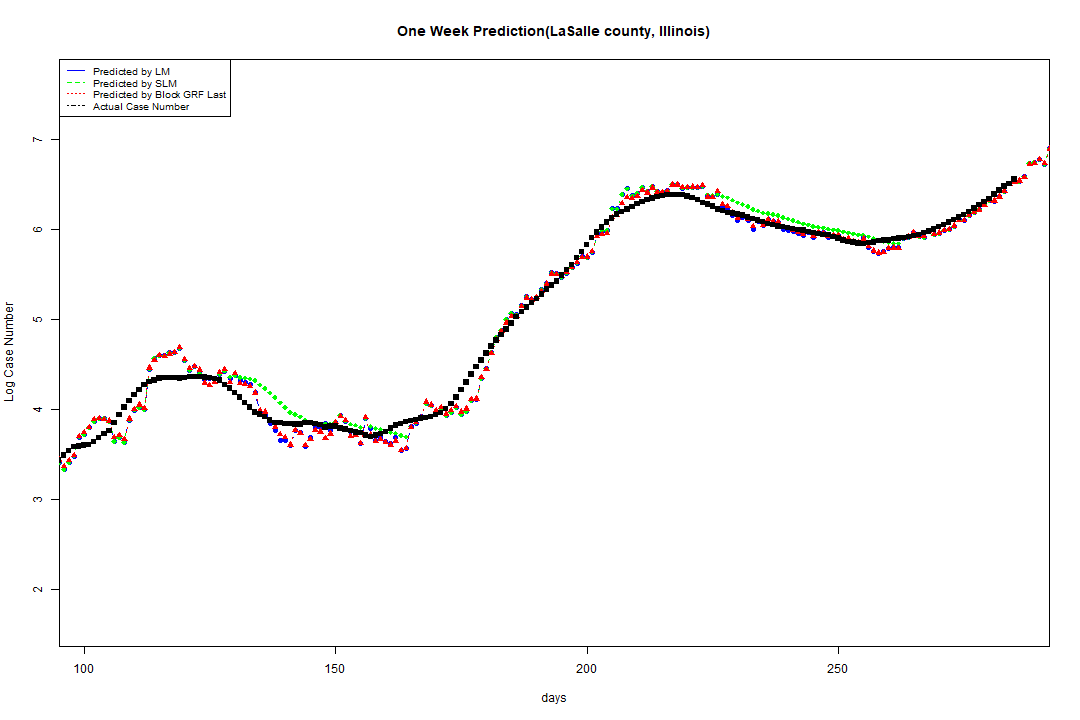 One Week Prediction(LaSalle county, Illinois)
Predicted by LM
Predicted by SLM
Predicted by Block GRF Last
Actual Case Number
7
6
5
4
3
2
Log Case Number
100 150 200 250
days